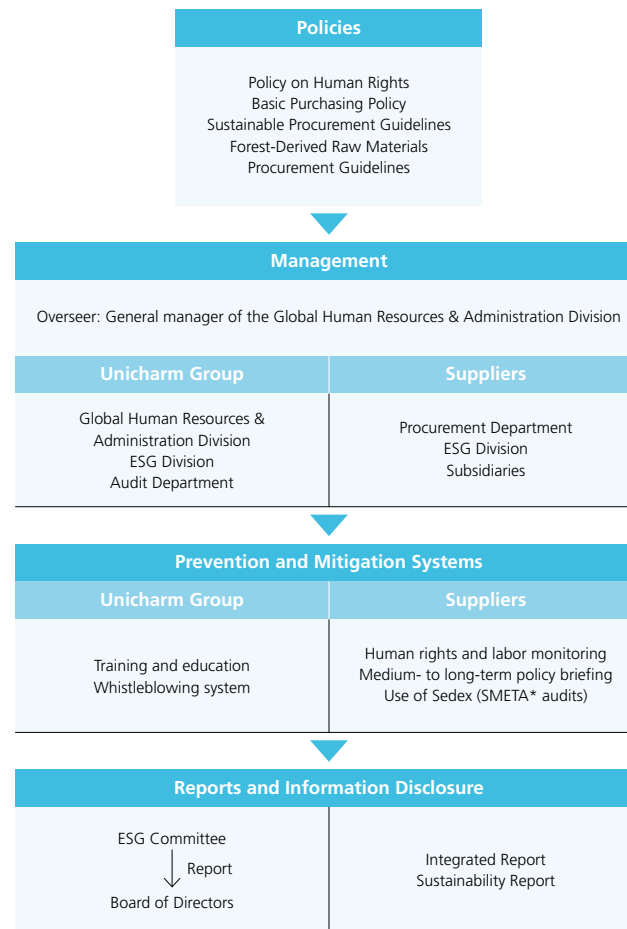 Policies
Policy on Human Rights
Basic Purchasing Policy
Sustainable Procurement Guidelines
Forest-Derived Raw Materials
Procurement Guidelines
Management
Overseer: General manager of the Global Human Resources & Administration Division
Unicharm Group
Global Human Resources &
Administration Division
ESG Division
Audit Department
Suppliers
Procurement Department
ESG Division
Subsidiaries
Prevention and Mitigation Systems
Unicharm Group
Training and education
Whistleblowing system
Suppliers
Human rights and labor monitoring
Medium- to long-term policy briefing
Use of Sedex (SMETA* audits)
Reports and Information Disclosure
ESG Committee
Report
Board of Directors
Integrated Report
Sustainability Report